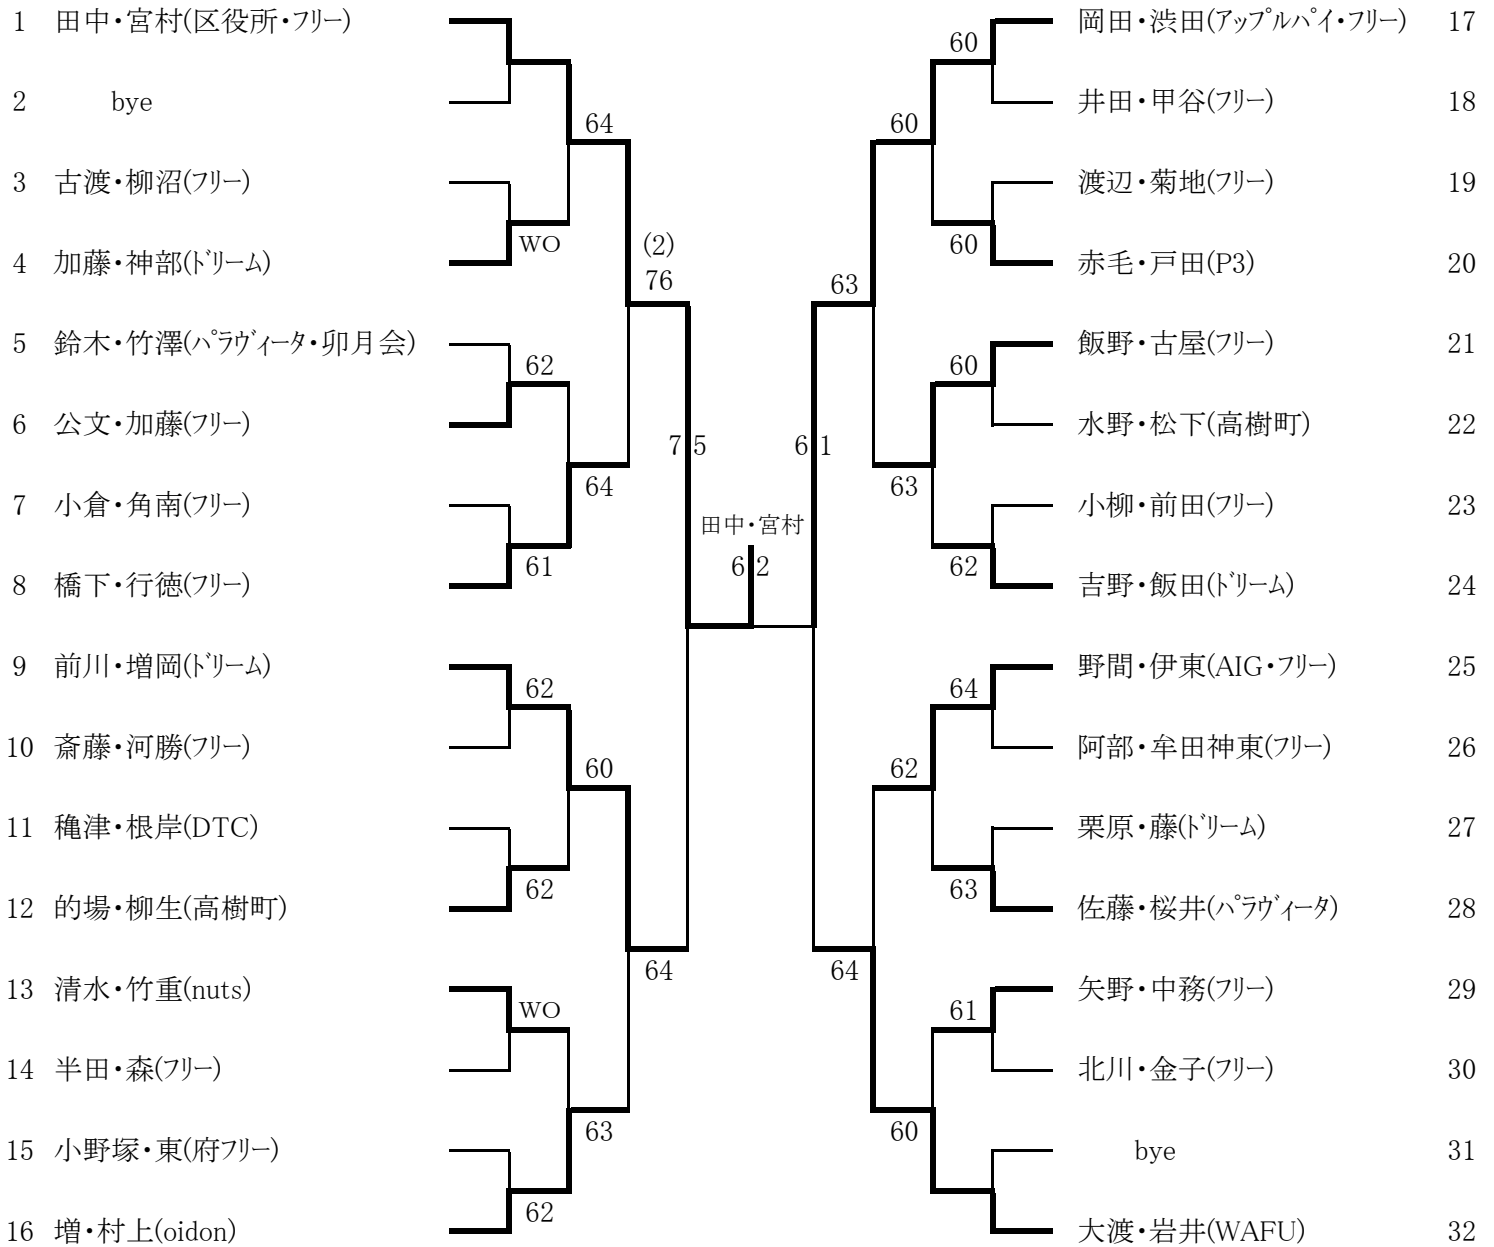 1 田中・宮村(区役所・フリー)
2 bye
3 古渡・柳沼(フリー)
4 加藤・神部(ドリーム)
5 鈴木・竹澤(パラヴィータ・卯月会)
6 公文・加藤(フリー)
7 小倉・角南(フリー)
8 橋下・行徳(フリー)
9 前川・増岡(ドリーム)
10 斎藤・河勝(フリー)
11 穐津・根岸(DTC)
12 的場・柳生(高樹町)
13 清水・竹重(nuts)
14 半田・森(フリー)
15 小野塚・東(府フリー)
16 増・村上(oidon)
WO
62
61
62
62
WO
62
64
64
60
63
(2)
76
64
7 5
田中・宮村
6 2
6 1
63
64
60
63
62
60
60
60
60
62
64
63
61
岡田・渋田(アップルパイ・フリー) 17
井田・甲谷(フリー) 18
渡辺・菊地(フリー) 19
赤毛・戸田(P3) 20
飯野・古屋(フリー) 21
水野・松下(高樹町) 22
小柳・前田(フリー) 23
吉野・飯田(ドリーム) 24
野間・伊東(AIG・フリー) 25
阿部・牟田神東(フリー) 26
栗原・藤(ドリーム) 27
佐藤・桜井(パラヴィータ) 28
矢野・中務(フリー) 29
北川・金子(フリー) 30
bye 31
大渡・岩井(WAFU) 32